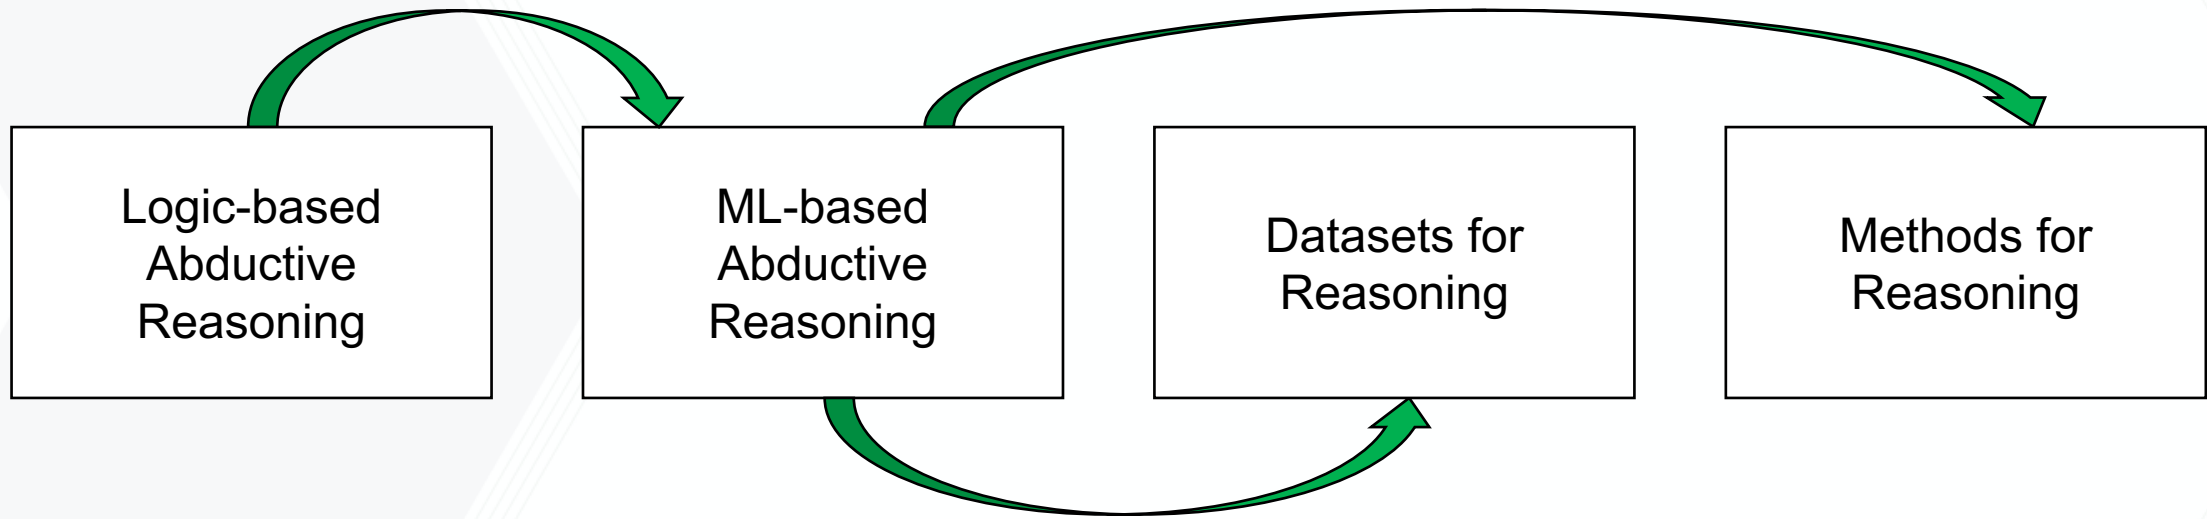 Logic-based
Abductive
Reasoning
ML-based
Abductive
Reasoning
Datasets for
Reasoning
Methods for
Reasoning